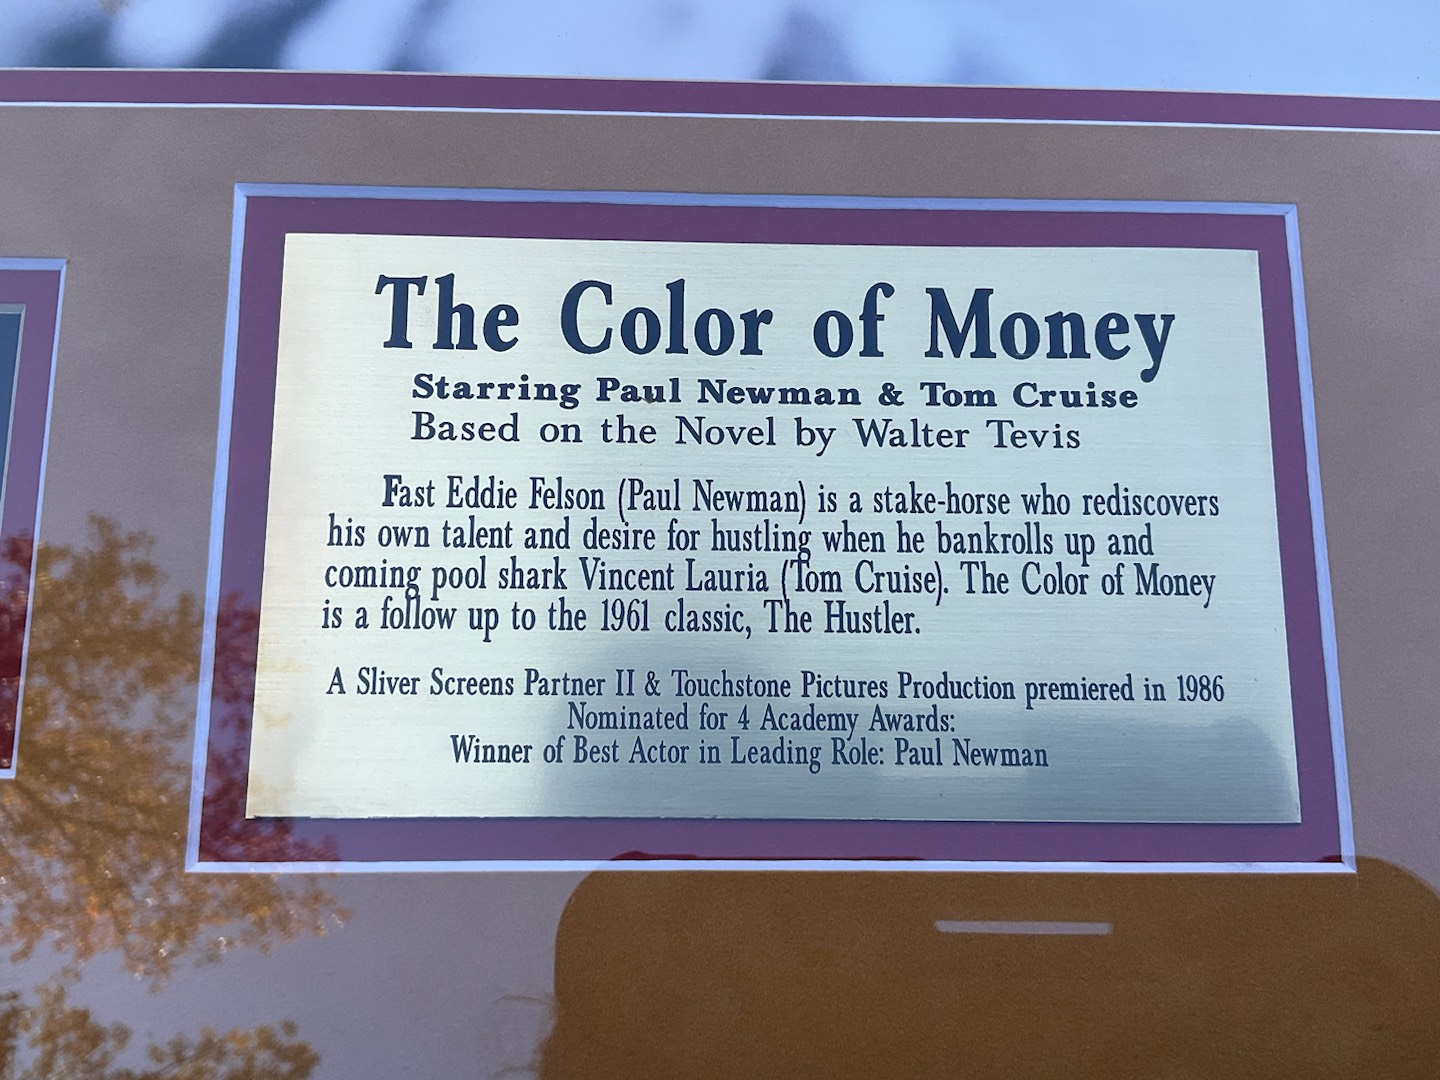 The Color of Money
Starring Paul Newman & Tom Cruise
Based on the Novel by Walter Tevis
Fast Eddie Felson (Paul Newman) is a stake-horse who rediscovers
his own talent and desire for hustling when he bankrolls up and
coming pool shark Vincent Lauria (Tom Cruise). The Color of Money
is a follow up to the 1961 classic, The Hustler.
A Sliver Screens Partner II & Touchstone Pictures Production premiered in 1986
Nominated for 4 Academy Awards:
Winner of Best Actor in Leading Role: Paul Newman